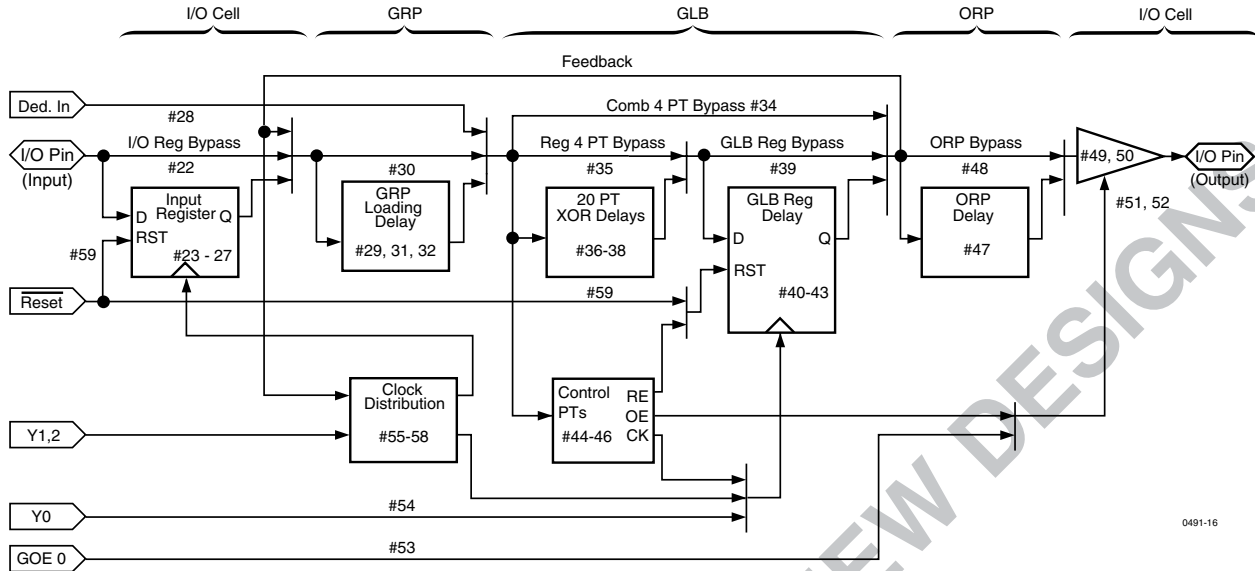 I/O Cell GRP GLB ORP I/O Cell
Feedback
Ded. In
#28
Comb 4 PT Bypass #34
I/O Pin
(Input)
I/O Reg Bypass
#22
#30
Reg 4 PT Bypass
#35
GLB Reg Bypass
#39
ORP Bypass
#48
#49, 50
I/O Pin
(Output)
#51, 52
Input
Register
D Q
RST
#23 - 27
#59
GRP
Loading
Delay
#29, 31, 32
20 PT
XOR Delays
#36-38
GLB Reg
Delay
D Q
RST
#40-43
ORP
Delay
#47
Reset
#59
Clock
Distribution
#55-58
Control
PTs
#44-46
RE
OE
CK
Y1,2
Y0
#54
GOE 0
#53
0491-16
EW DESIGNS